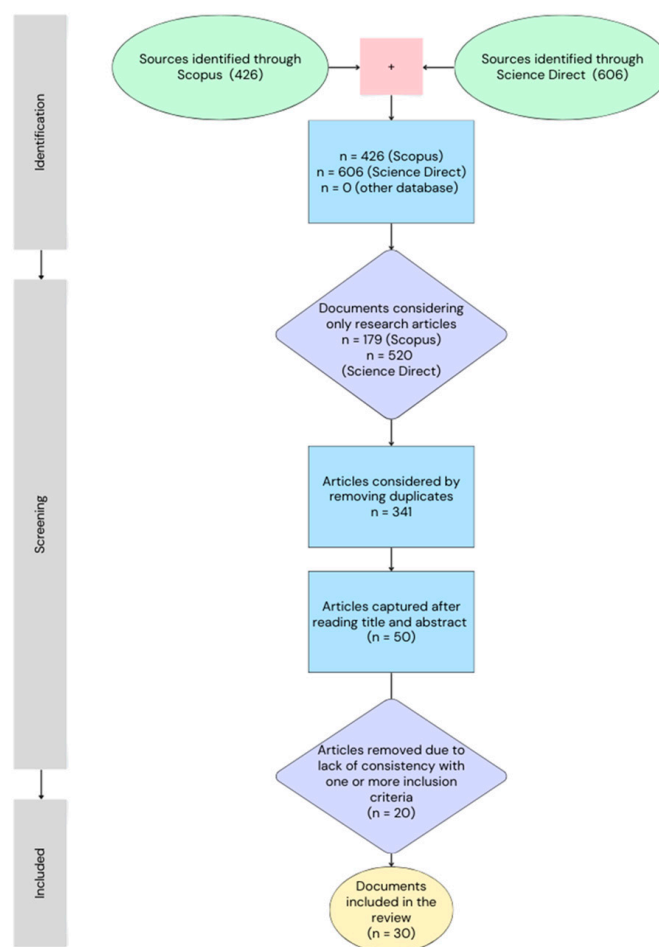 Identification
Sources identified through
Scopus (426)
+
Sources identified through
Science Direct (606)
n = 426 (Scopus)
n = 606 (Science Direct)
n = 0 (other database)
Screening
Documents considering
only research articles
n = 179 (Scopus)
n = 520
(Science Direct)
Articles considered by
removing duplicates
n = 341
Articles captured after
reading title and abstract
(n = 50)
Articles removed due to
lack of consistency with
one or more inclusion
criteria
(n = 20)
Included
Documents
included in the
review
(n = 30)